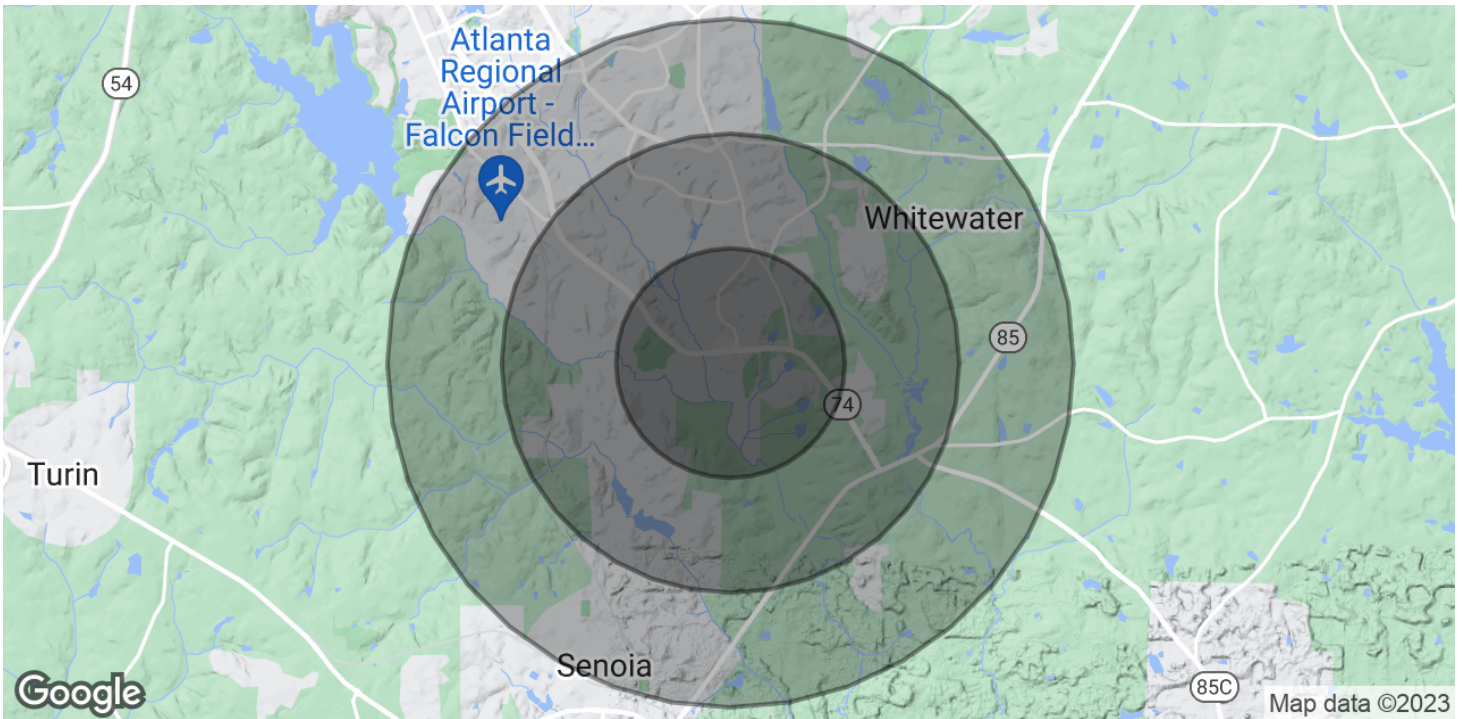 54
Atlanta
Regional
Airport -
Falcon Field...
Whitewater
85
74
Turin
Senoia
85C
Google
Map data ©2023